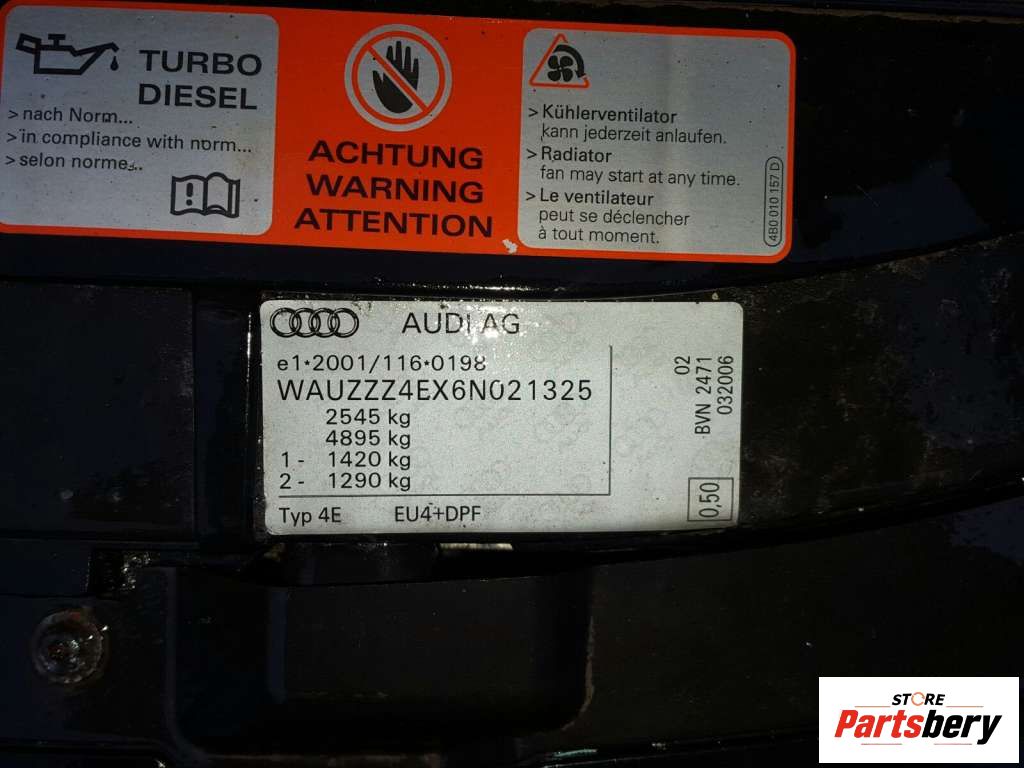 TURBO
DIESEL
> nach Norm...
> in compliance with norm...
> selon norme...
ACHTUNG
WARNING
ATTENTION
> Kühlerventilator
kann jederzeit anlaufen.
> Radiator
fan may start at any time.
> Le ventilateur
peut se déclencher
à tout moment.
4B0 010 157 D
AUDI AG
e1*2001/116*0198
WAUZZZ4EX6N021325
2545 kg
4895 kg
1 - 1420 kg
2 - 1290 kg
Typ 4E EU4+DPF
02
BVN 2471
032006
0,50
STORE
Partsbery